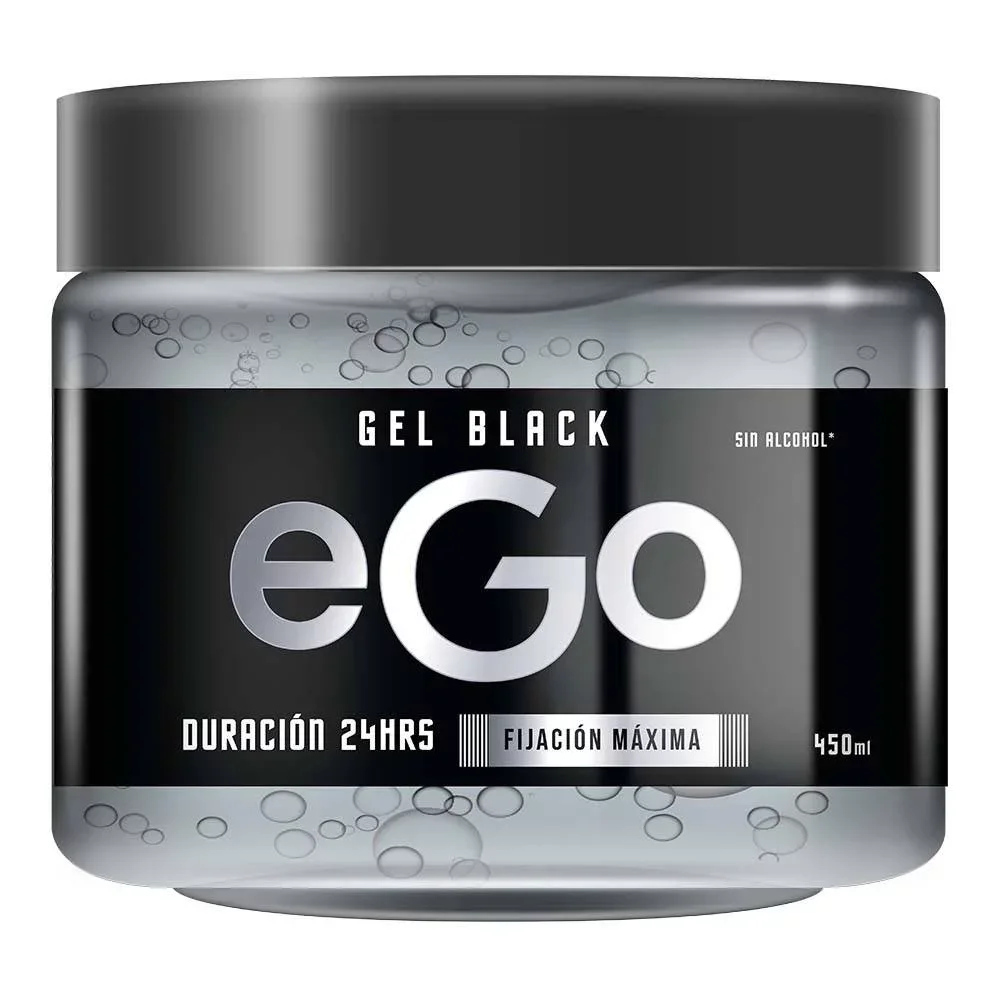 GEL BLACK
SIN ALCOHOL*
eGo
DURACIÓN 24HRS
FIJACIÓN MÁXIMA
450ml